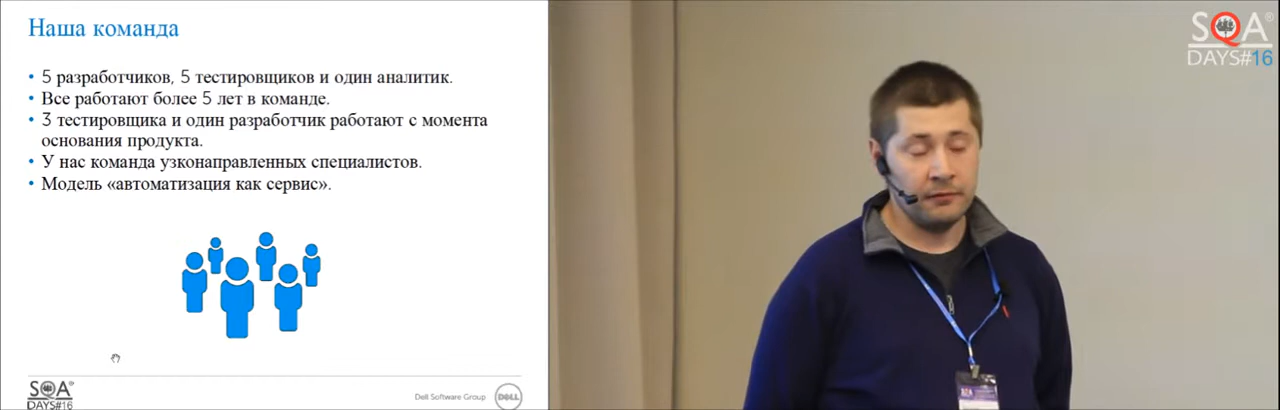 Наша команда
• 5 разработчиков, 5 тестировщиков и один аналитик.
• Все работают более 5 лет в команде.
• 3 тестировщика и один разработчик работают с момента
основания продукта.
• У нас команда узконаправленных специалистов.
• Модель «автоматизация как сервис».
SQA®
DAYS#16
Dell Software Group
DELL
SQA®
DAYS#16